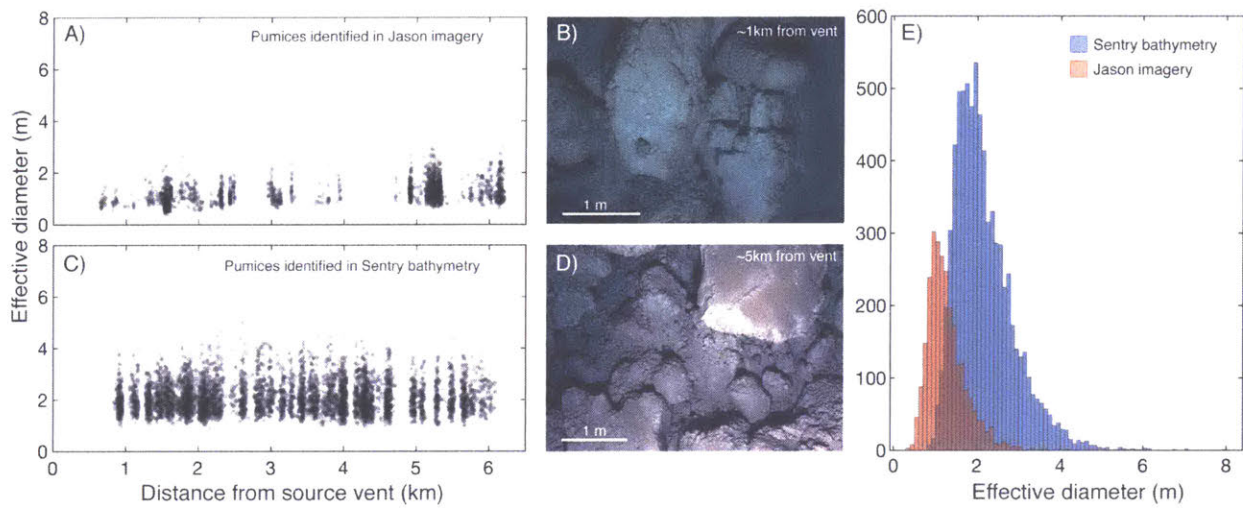 A)
Pumices identified in Jason imagery
8
6
4
2
0
Effective diameter (m)
C)
Pumices identified in Sentry bathymetry
8
6
4
2
0
0 1 2 3 4 5 6
Distance from source vent (km)
B)
~1km from vent
1 m
D)
~5km from vent
1 m
E)
Sentry bathymetry
Jason imagery
600
500
400
300
200
100
0
0 2 4 6 8
Effective diameter (m)